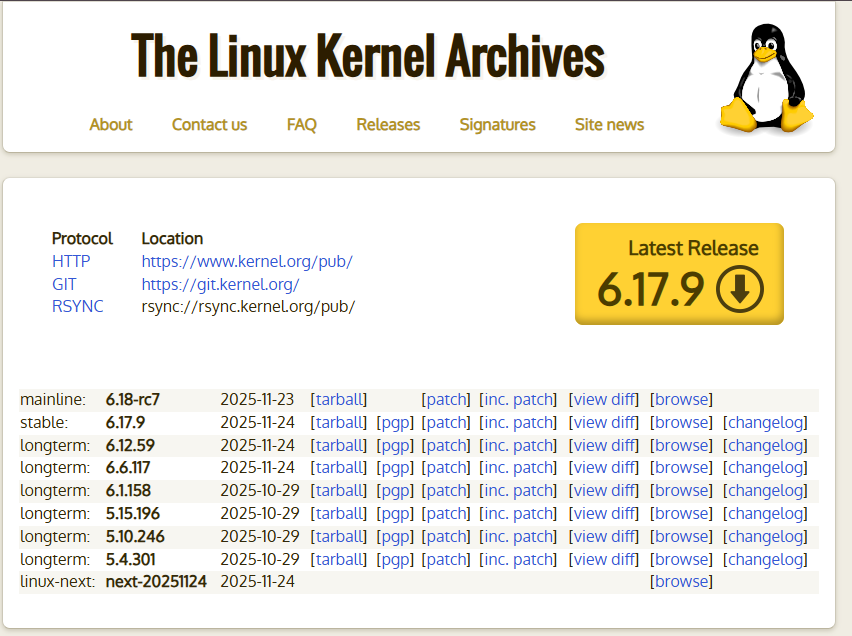 The Linux Kernel Archives
About Contact us FAQ Releases Signatures Site news
Protocol Location
HTTP https://www.kernel.org/pub/
GIT https://git.kernel.org/
RSYNC rsync://rsync.kernel.org/pub/
Latest Release
6.17.9
mainline: 6.18-rc7 2025-11-23 [tarball] [patch] [inc. patch] [view diff] [browse]
stable: 6.17.9 2025-11-24 [tarball] [pgp] [patch] [inc. patch] [view diff] [browse] [changelog]
longterm: 6.12.59 2025-11-24 [tarball] [pgp] [patch] [inc. patch] [view diff] [browse] [changelog]
longterm: 6.6.117 2025-11-24 [tarball] [pgp] [patch] [inc. patch] [view diff] [browse] [changelog]
longterm: 6.1.158 2025-10-29 [tarball] [pgp] [patch] [inc. patch] [view diff] [browse] [changelog]
longterm: 5.15.196 2025-10-29 [tarball] [pgp] [patch] [inc. patch] [view diff] [browse] [changelog]
longterm: 5.10.246 2025-10-29 [tarball] [pgp] [patch] [inc. patch] [view diff] [browse] [changelog]
longterm: 5.4.301 2025-10-29 [tarball] [pgp] [patch] [inc. patch] [view diff] [browse] [changelog]
linux-next: next-20251124 2025-11-24 [browse]